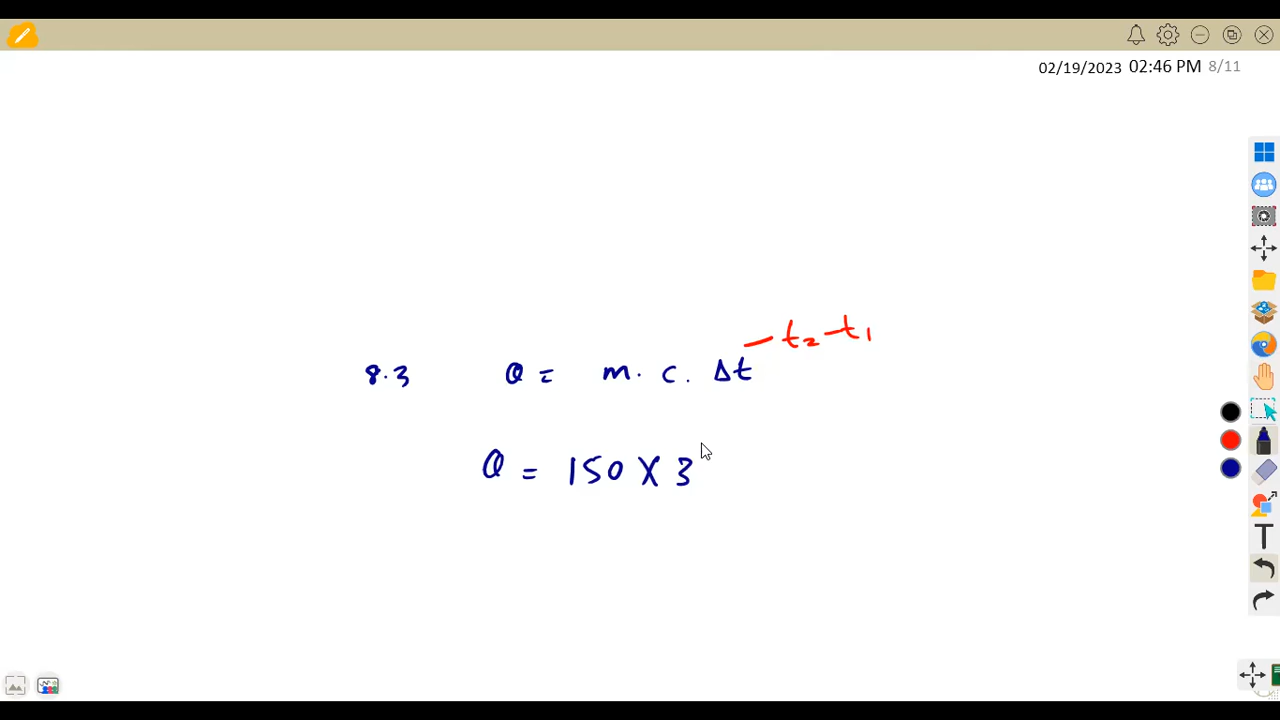 02/19/2023 02:46 PM 8/11
t₂ - t₁
8.3 Q = m. c. Δt
Q = 150 X 3
T